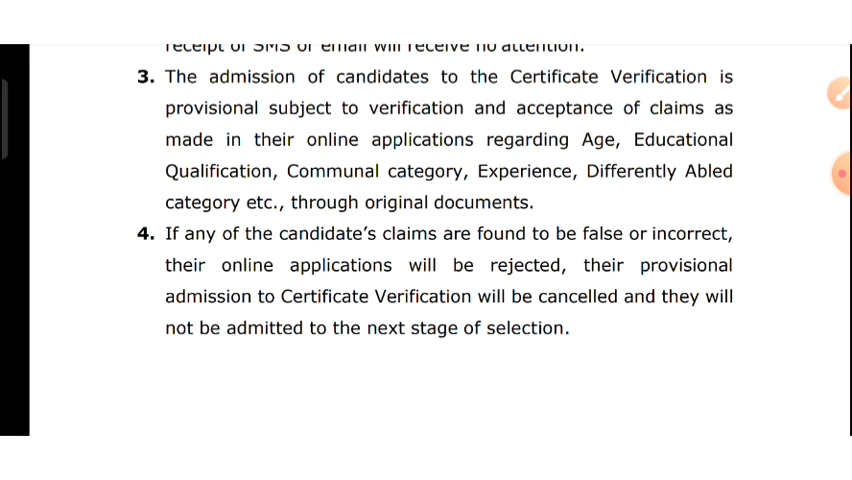 receipt of SMS or email will receive no attention.
3. The admission of candidates to the Certificate Verification is
provisional subject to verification and acceptance of claims as
made in their online applications regarding Age, Educational
Qualification, Communal category, Experience, Differently Abled
category etc., through original documents.
4. If any of the candidate’s claims are found to be false or incorrect,
their online applications will be rejected, their provisional
admission to Certificate Verification will be cancelled and they will
not be admitted to the next stage of selection.